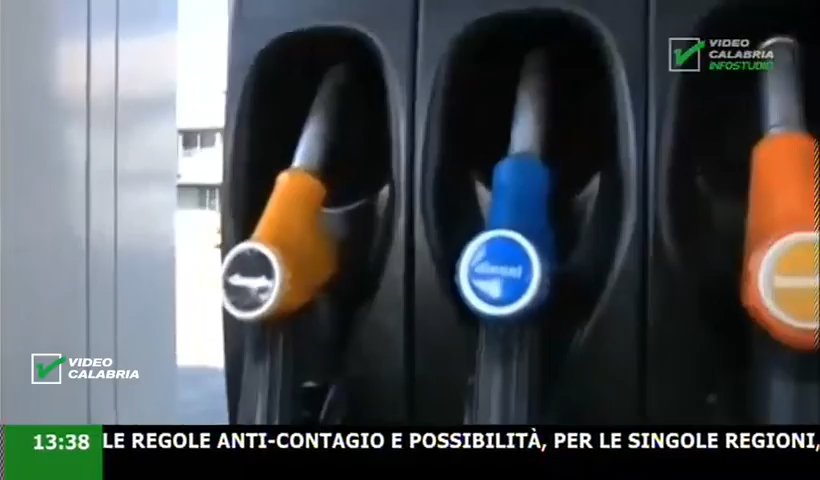 VIDEO
CALABRIA
INFOSTUDIO
diesel
VIDEO
CALABRIA
13:38 LE REGOLE ANTI-CONTAGIO E POSSIBILITÀ, PER LE SINGOLE REGIONI,